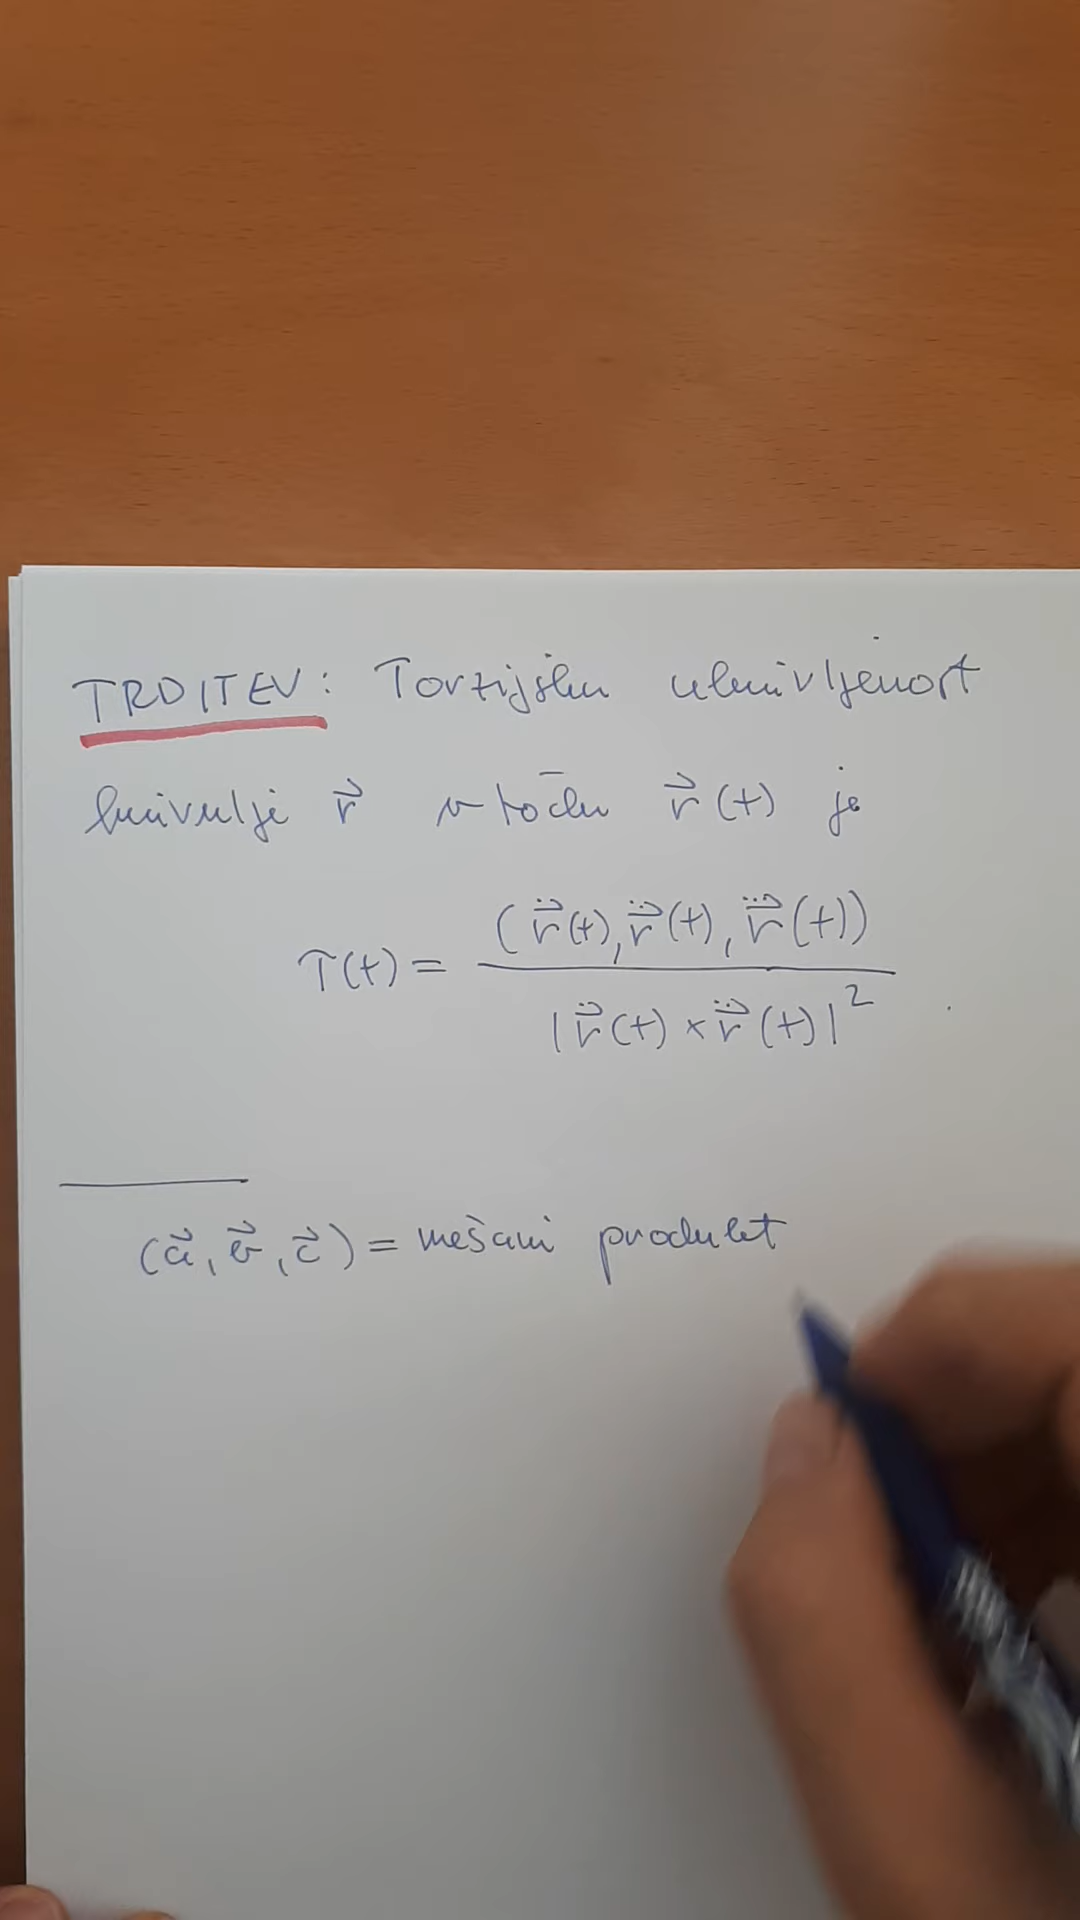 TRDITEV: Torzijska ukrivljenost
krivulje r⃗ v točki r⃗(t) je
τ(t) = (r⃗̇(t), r⃗̈(t), r⃗⃛(t)) / |r⃗̇(t) × r⃗̈(t)|² .
(a⃗, b⃗, c⃗) = mešani produkt